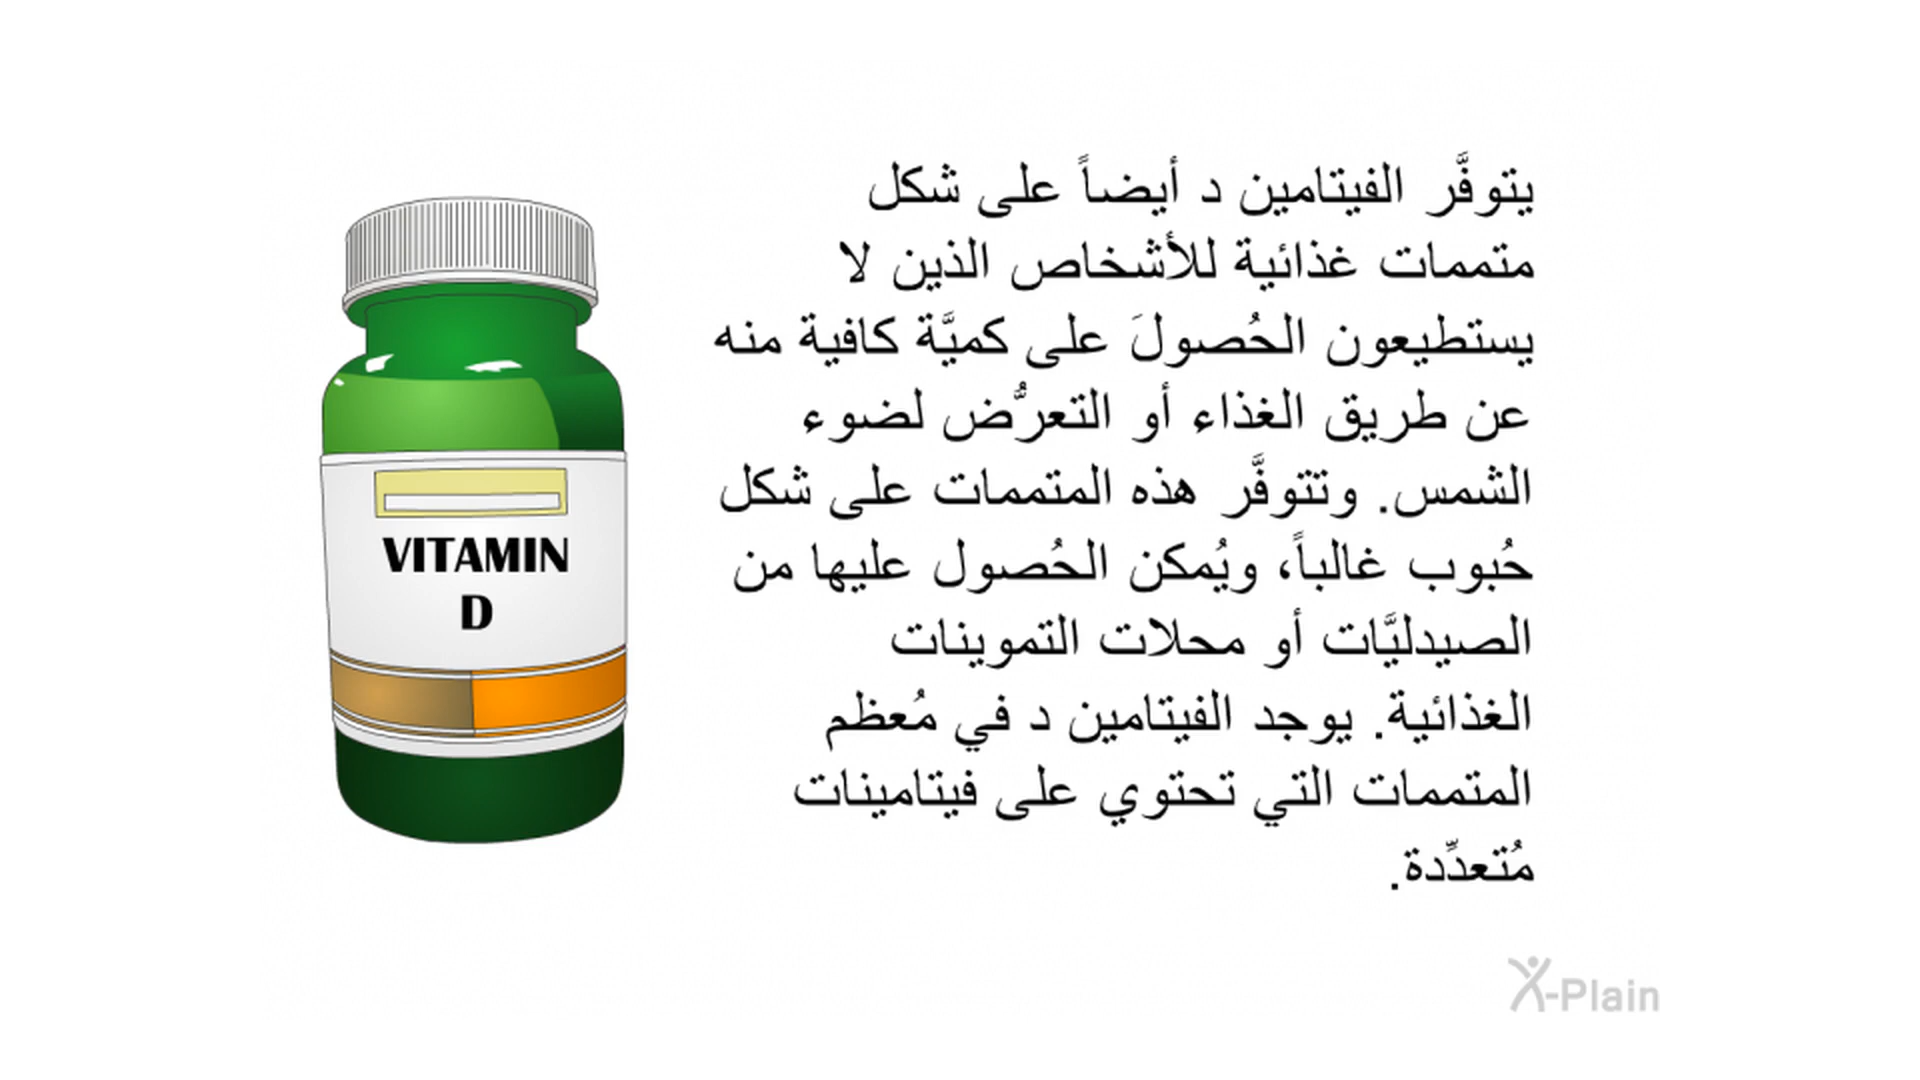 يتوفَّر الفيتامين د أيضاً على شكل
متممات غذائية للأشخاص الذين لا
يستطيعون الحُصولَ على كميَّة كافية منه
عن طريق الغذاء أو التعرُّض لضوء
الشمس. وتتوفَّر هذه المتممات على شكل
حُبوب غالباً، ويُمكن الحُصول عليها من
الصيدليَّات أو محلات التموينات
الغذائية. يوجد الفيتامين د في مُعظم
المتممات التي تحتوي على فيتامينات
مُتعدِّدة.
VITAMIN
D
X-Plain